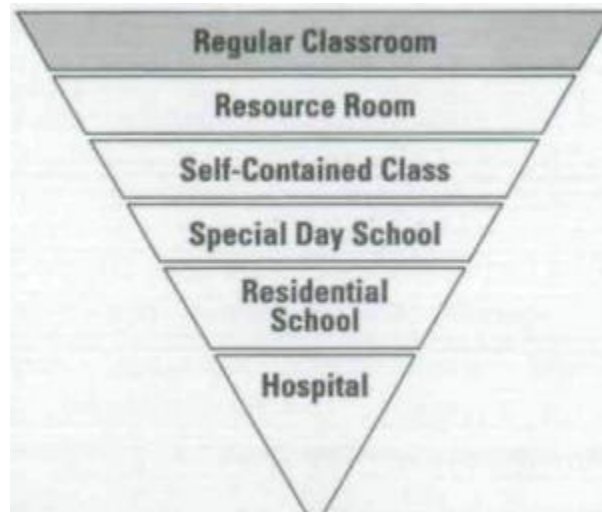 Regular Classroom
Resource Room
Self-Contained Class
Special Day School
Residential
School
Hospital